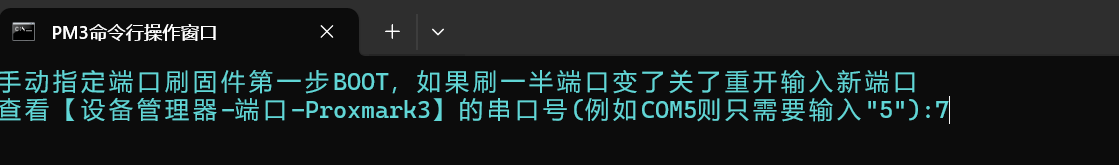 PM3命令行操作窗口
手动指定端口刷固件第一步BOOT，如果刷一半端口变了关了重开输入新端口
查看【设备管理器-端口-Proxmark3】的串口号(例如COM5则只需要输入"5"):7